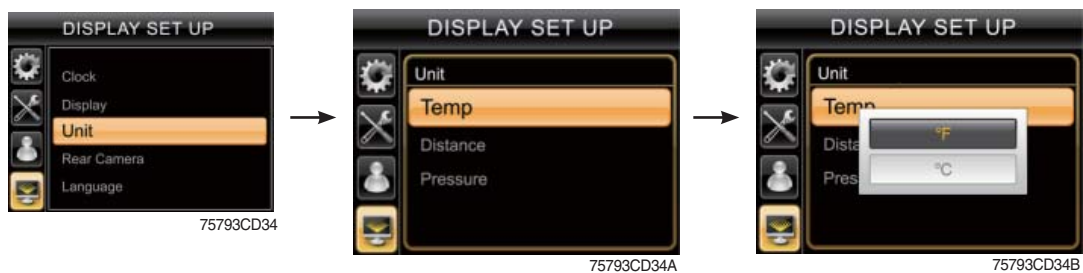 DISPLAY SET UP
Clock
Display
Unit
Rear Camera
Language
75793CD34
DISPLAY SET UP
Unit
Temp
Distance
Pressure
75793CD34A
DISPLAY SET UP
Unit
Temp
°F
Dista
°C
Pres
75793CD34B